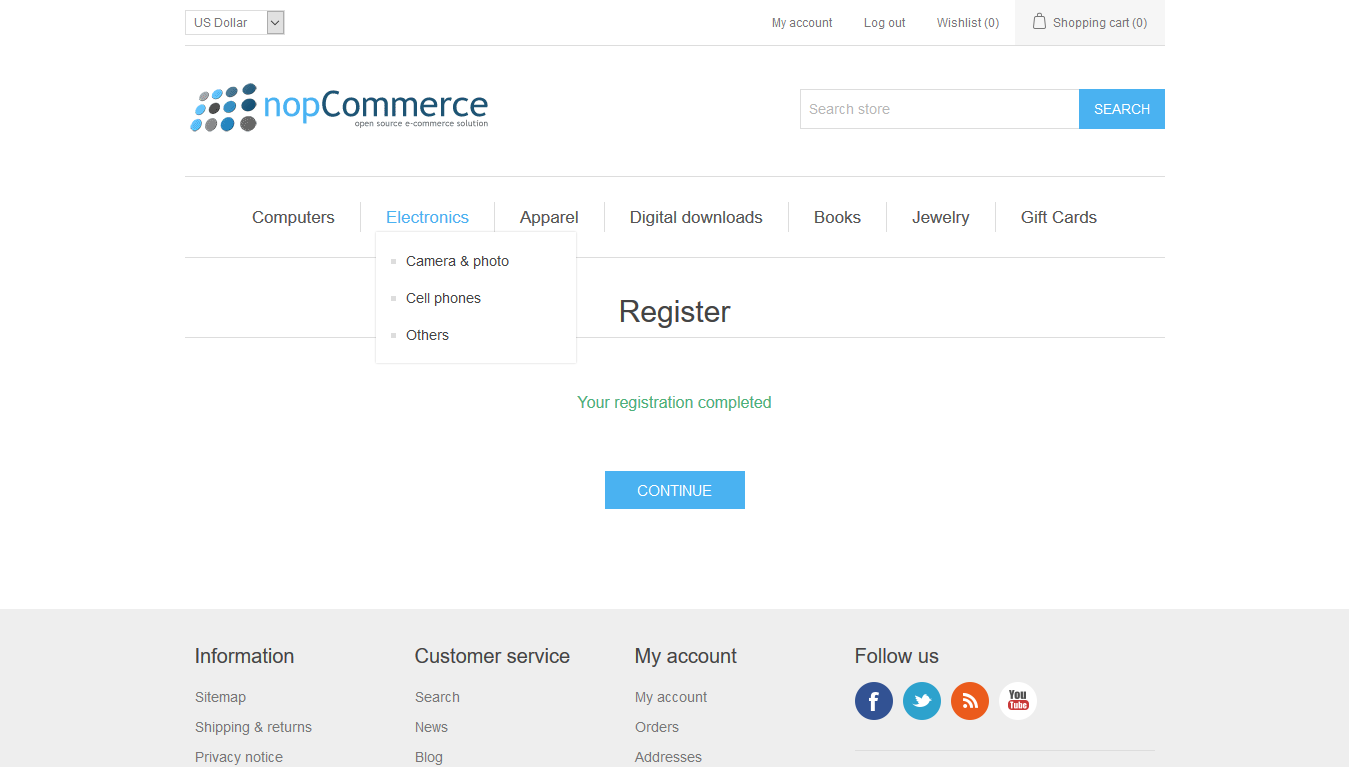 US Dollar
My account Log out Wishlist (0) Shopping cart (0)
nopCommerce
open source e-commerce solution
Search store SEARCH
Computers Electronics Apparel Digital downloads Books Jewelry Gift Cards
Camera & photo
Cell phones
Others
Register
Your registration completed
CONTINUE
Information Customer service My account Follow us
Sitemap Search My account
You
Tube
Shipping & returns News Orders
Privacy notice Blog Addresses